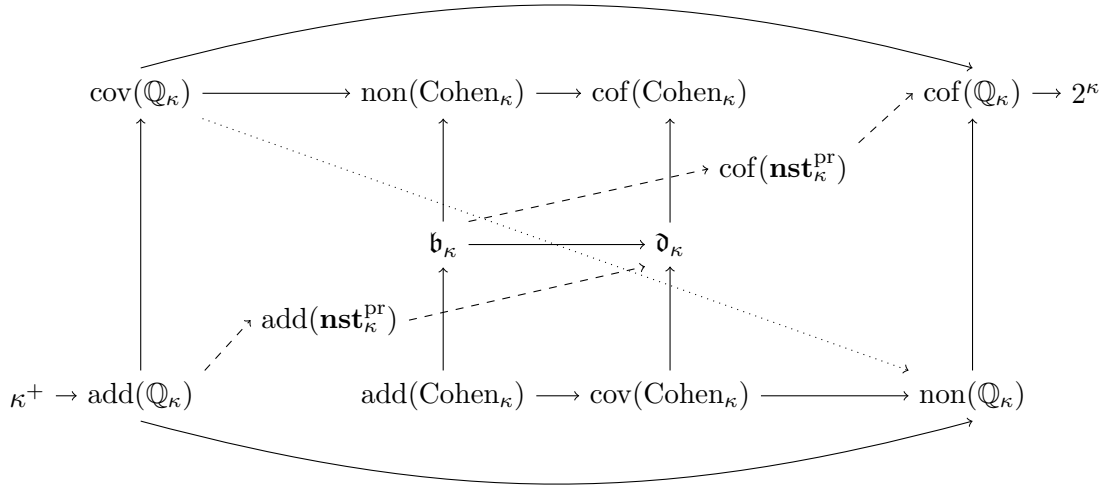 cov(ℚ_κ) non(Cohen_κ) cof(Cohen_κ) cof(ℚ_κ) 2^κ
cof(𝐧𝐬𝐭_κ^pr)
𝔟_κ 𝔡_κ
add(𝐧𝐬𝐭_κ^pr)
κ^+ add(ℚ_κ) add(Cohen_κ) cov(Cohen_κ) non(ℚ_κ)